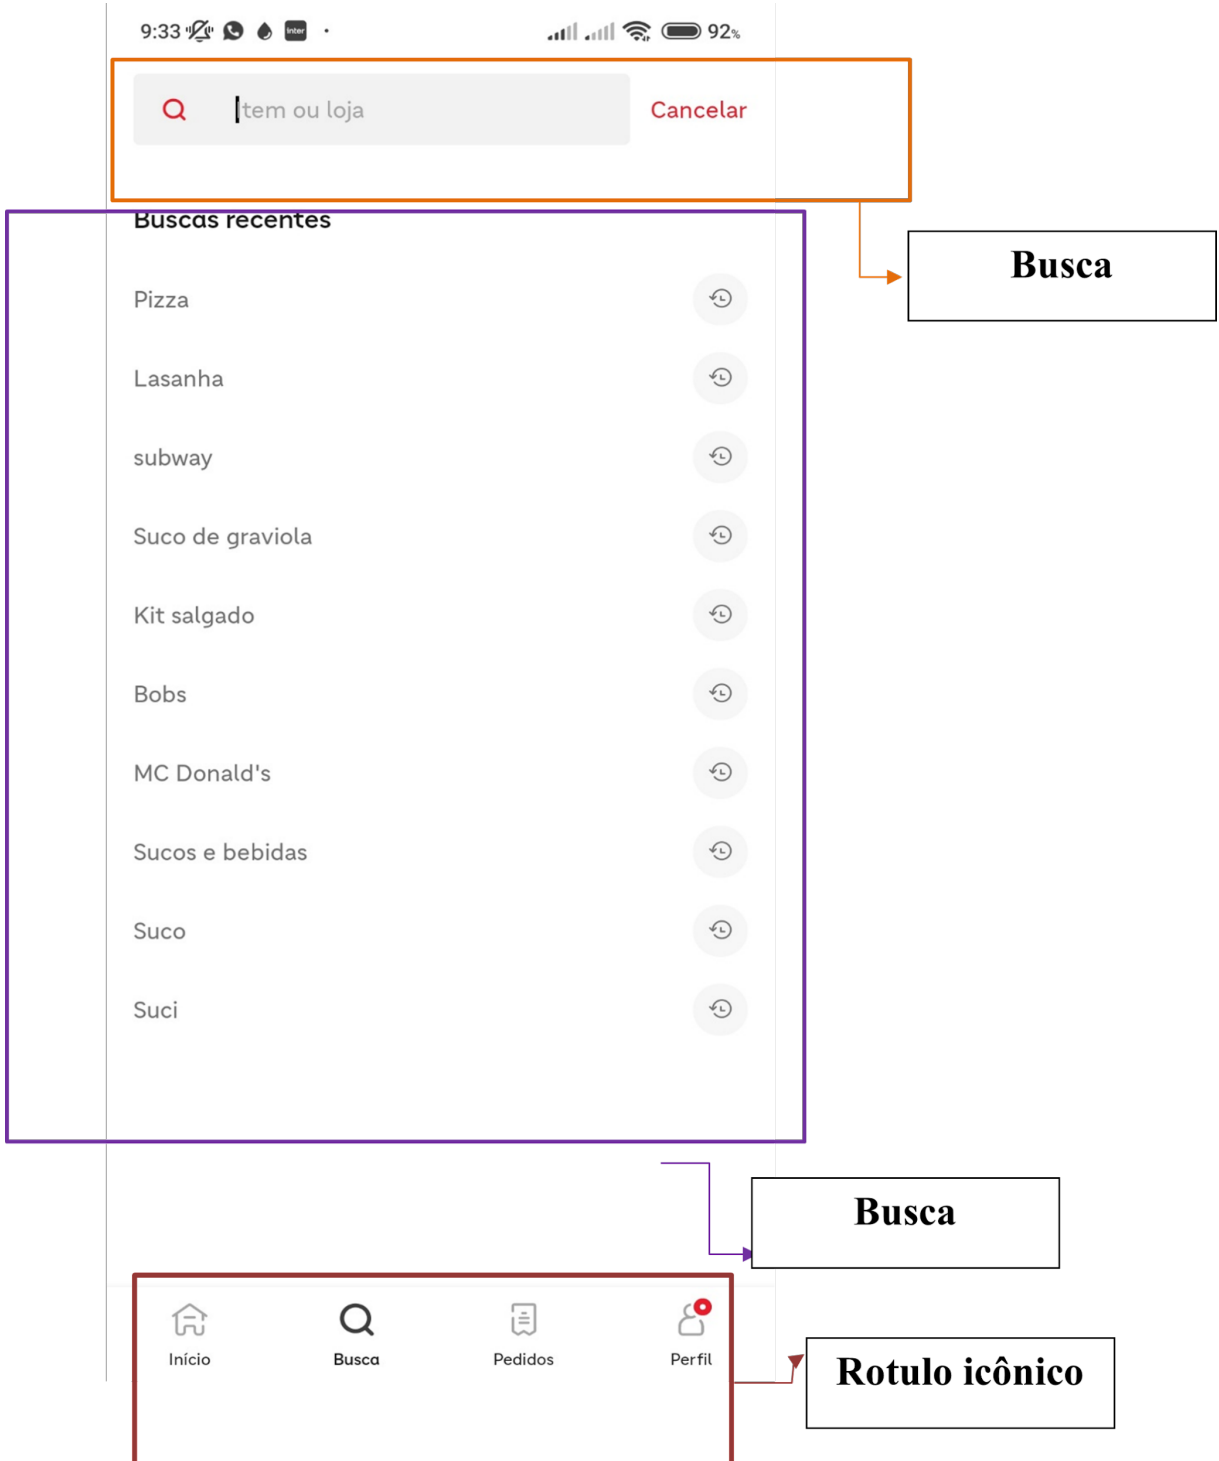 9:33 inter 92%
Item ou loja Cancelar
Buscas recentes
Busca
Pizza
Lasanha
subway
Suco de graviola
Kit salgado
Bobs
MC Donald's
Sucos e bebidas
Suco
Suci
Busca
Início Busca Pedidos Perfil
Rotulo icônico